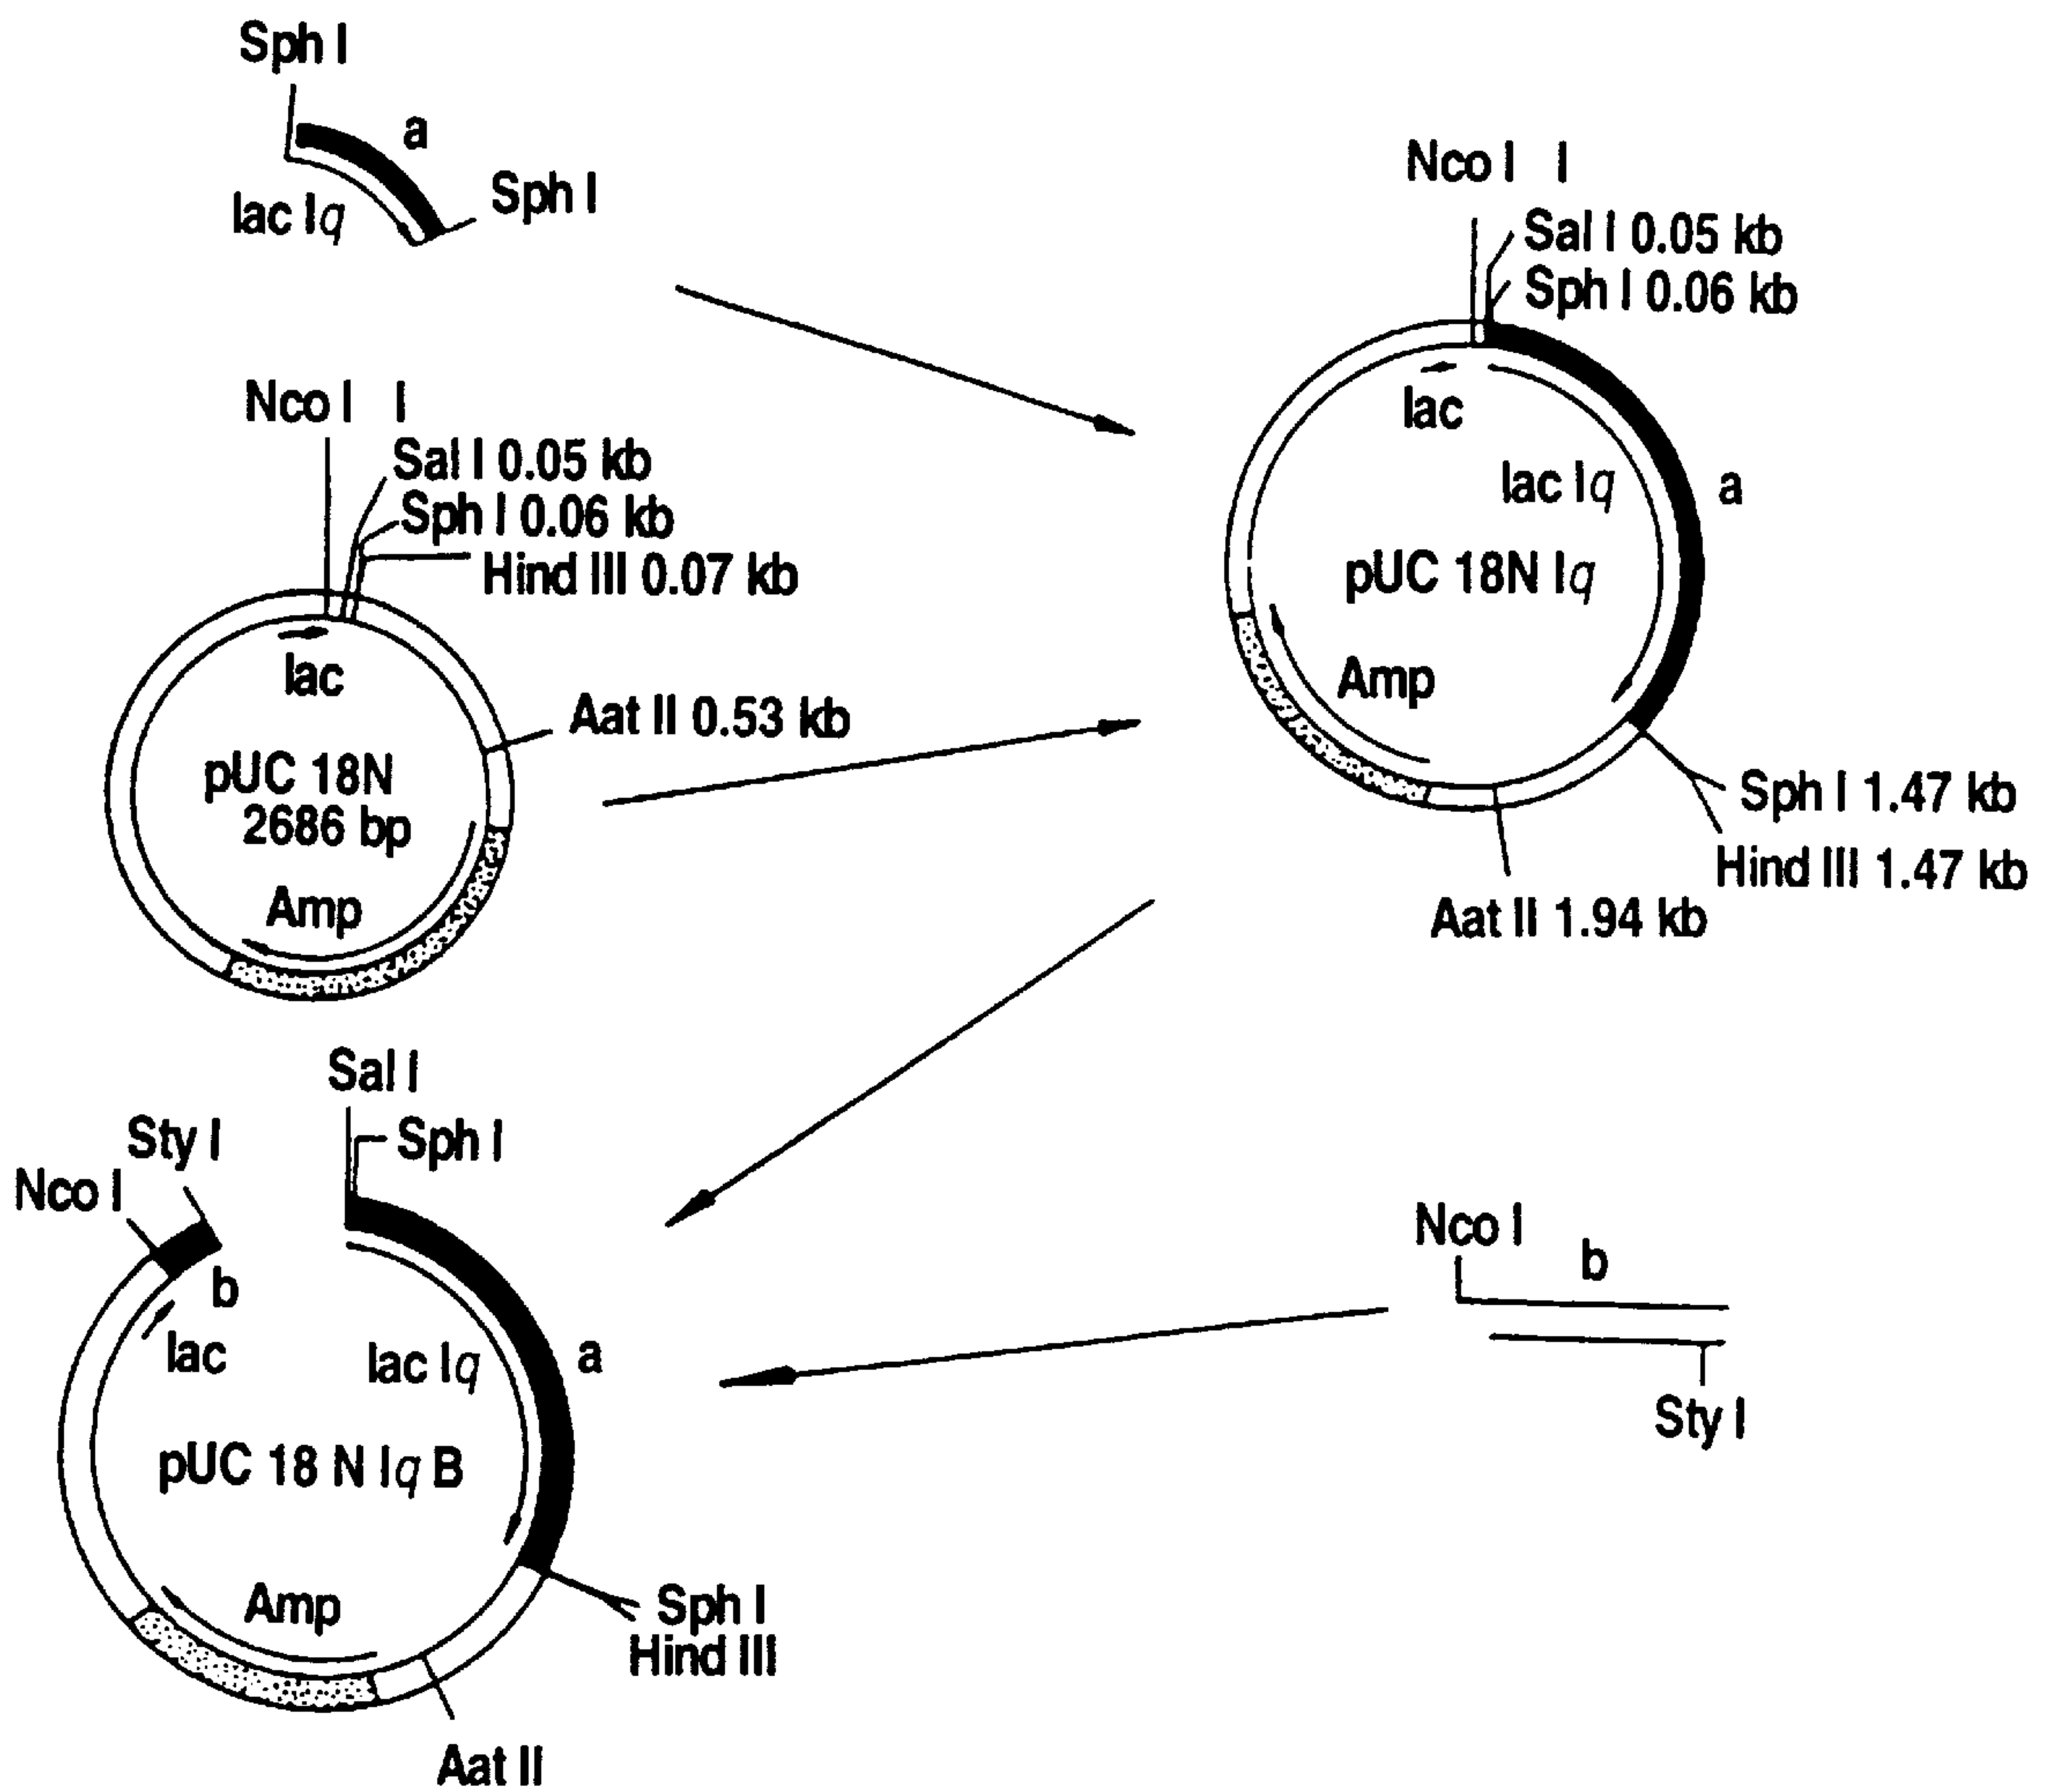 Sph I
a
Sph I
lac Iq
Nco I I
Sal I 0.05 kb
Sph I 0.06 kb
Hind III 0.07 kb
lac
Aat II 0.53 kb
pUC 18N
2686 bp
Amp
Nco I I
Sal I 0.05 kb
Sph I 0.06 kb
lac
lac Iq
a
pUC 18N Iq
Amp
Sph I 1.47 kb
Hind III 1.47 kb
Aat II 1.94 kb
Sal I
Sty I
Sph I
Nco I
b
lac
lac Iq
a
pUC 18 N Iq B
Amp
Sph I
Hind III
Aat II
Nco I
b
Sty I